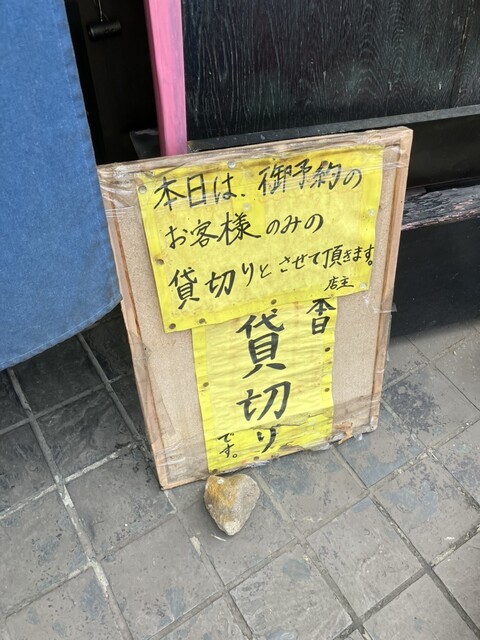 本日は、御予約の
お客様のみの
貸切りとさせて頂きます。
店主
本日
貸切り
です。